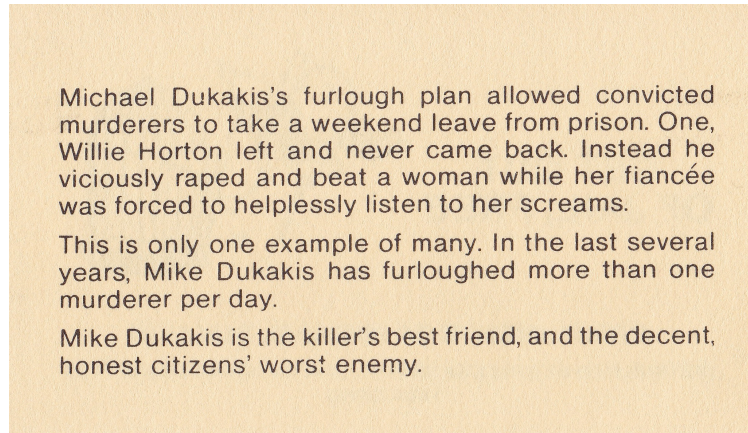 Michael Dukakis's furlough plan allowed convicted
murderers to take a weekend leave from prison. One,
Willie Horton left and never came back. Instead he
viciously raped and beat a woman while her fiancée
was forced to helplessly listen to her screams.
This is only one example of many. In the last several
years, Mike Dukakis has furloughed more than one
murderer per day.
Mike Dukakis is the killer's best friend, and the decent,
honest citizens' worst enemy.